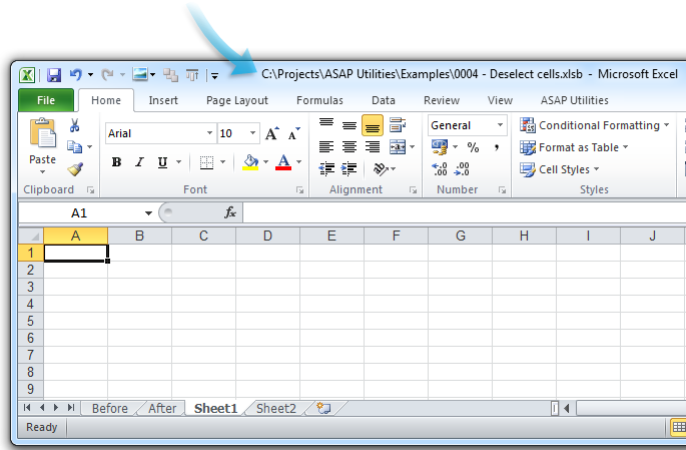 C:\Projects\ASAP Utilities\Examples\0004 - Deselect cells.xlsb - Microsoft Excel
File Home Insert Page Layout Formulas Data Review View ASAP Utilities
Paste
Arial 10
B I U A
A A
General
% ,
.00 .00
Conditional Formatting
Format as Table
Cell Styles
Clipboard Font Alignment Number Styles
A1 fx
A B C D E F G H I J
1
2
3
4
5
6
7
8
9
Before After Sheet1 Sheet2
Ready